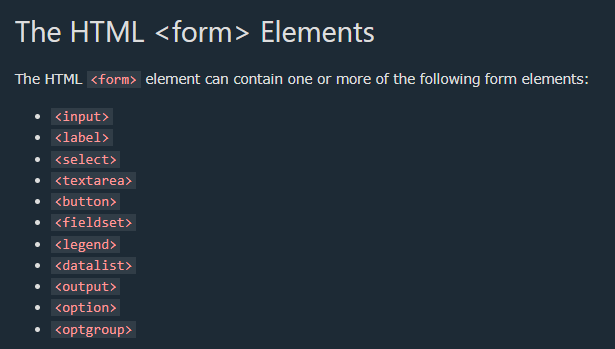 The HTML <form> Elements
The HTML <form> element can contain one or more of the following form elements:
• <input>
• <label>
• <select>
• <textarea>
• <button>
• <fieldset>
• <legend>
• <datalist>
• <output>
• <option>
• <optgroup>